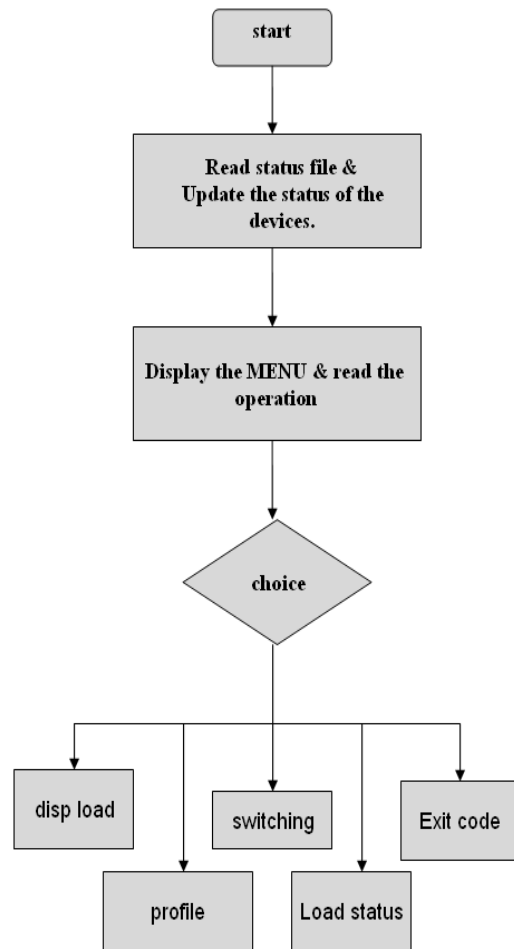 start
Read status file &
Update the status of the
devices.
Display the MENU & read the
operation
choice
disp load
switching
Exit code
profile
Load status